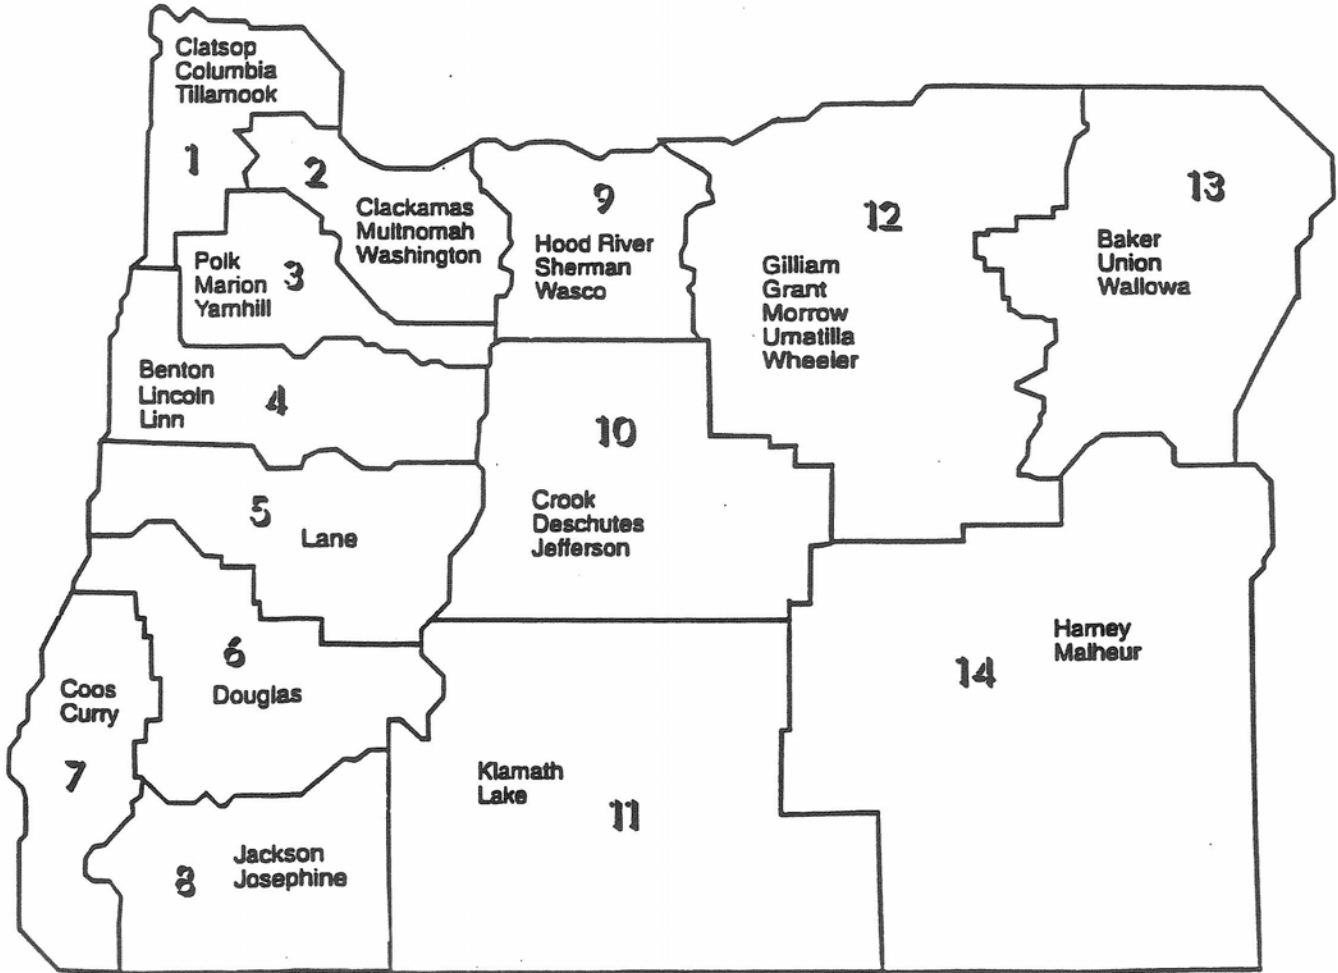 Clatsop
Columbia
Tillamook
1
2
Clackamas
Multnomah
Washington
Polk
Marion
Yamhill
3
9
Hood River
Sherman
Wasco
12
Gilliam
Grant
Morrow
Umatilla
Wheeler
13
Baker
Union
Wallowa
Benton
Lincoln
Linn
4
10
Crook
Deschutes
Jefferson
5
Lane
6
Douglas
Coos
Curry
7
8
Jackson
Josephine
Klamath
Lake
11
14
Harney
Malheur